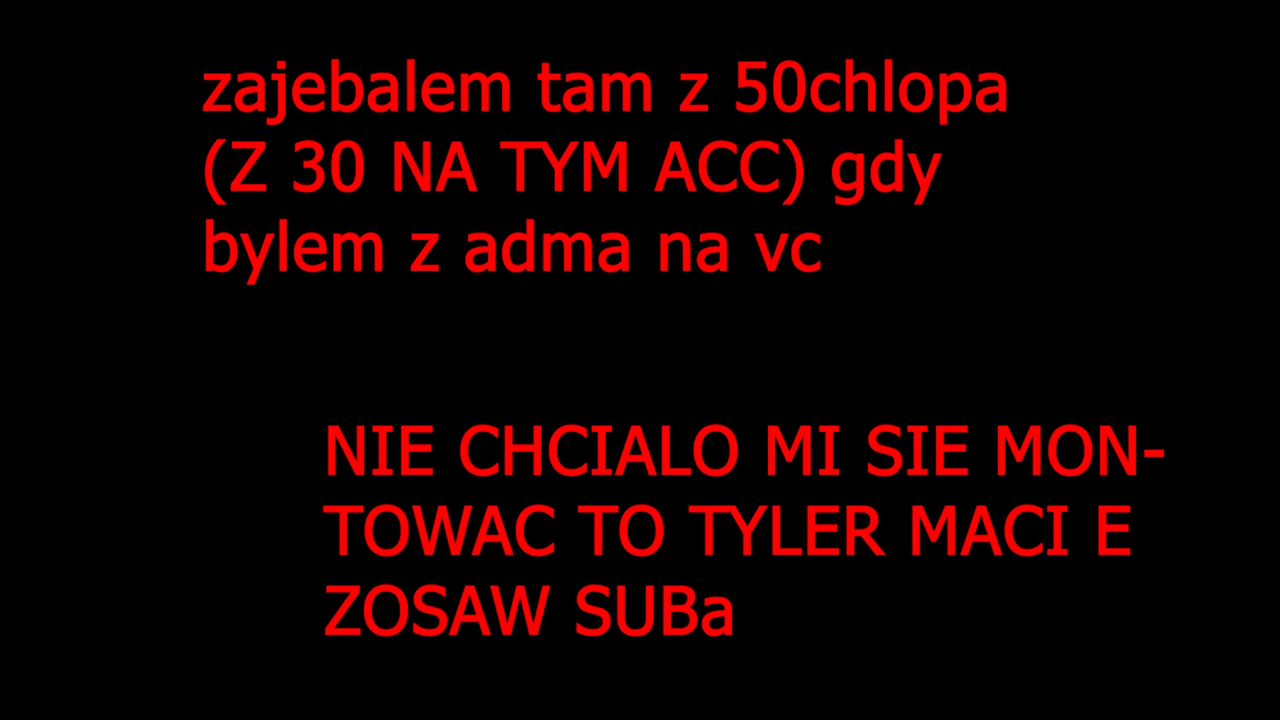 zajebalem tam z 50chlopa
(Z 30 NA TYM ACC) gdy
bylem z adma na vc
NIE CHCIALO MI SIE MON-
TOWAC TO TYLER MACI E
ZOSAW SUBa